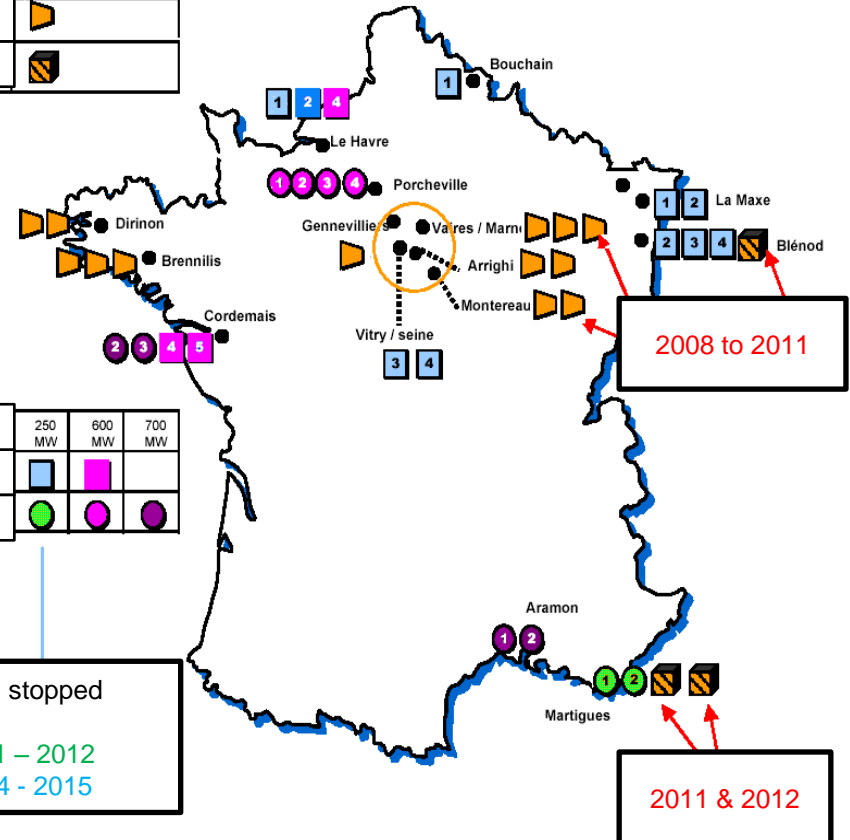 Bouchain
1
1 2 4
Le Havre
1 2 3 4
Porcheville
1 2
La Maxe
Dirinon
Gennevilliers
Vaires / Marne
2 3 4
Blénod
Brennilis
Arrighi
Montereau
Cordemais
2 3 4 5
Vitry / seine
3 4
2008 to 2011
250 600 700
MW MW MW
Aramon
1 2
1 2
Martigues
stopped
1 – 2012
4 - 2015
2011 & 2012